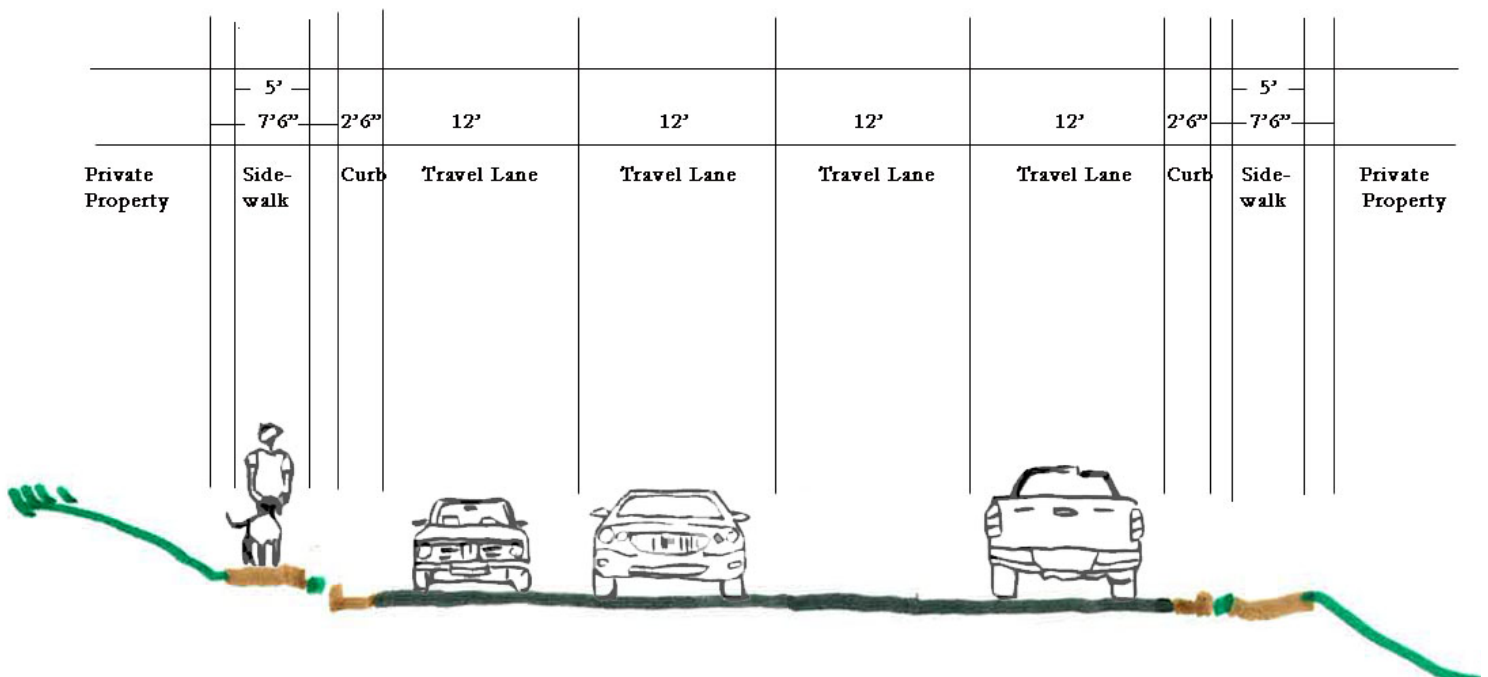 5’ 5’
7’6” 2’6” 12’ 12’ 12’ 12’ 2’6” 7’6”
Private Side- Curb Travel Lane Travel Lane Travel Lane Travel Lane Curb Side- Private
Property walk walk Property